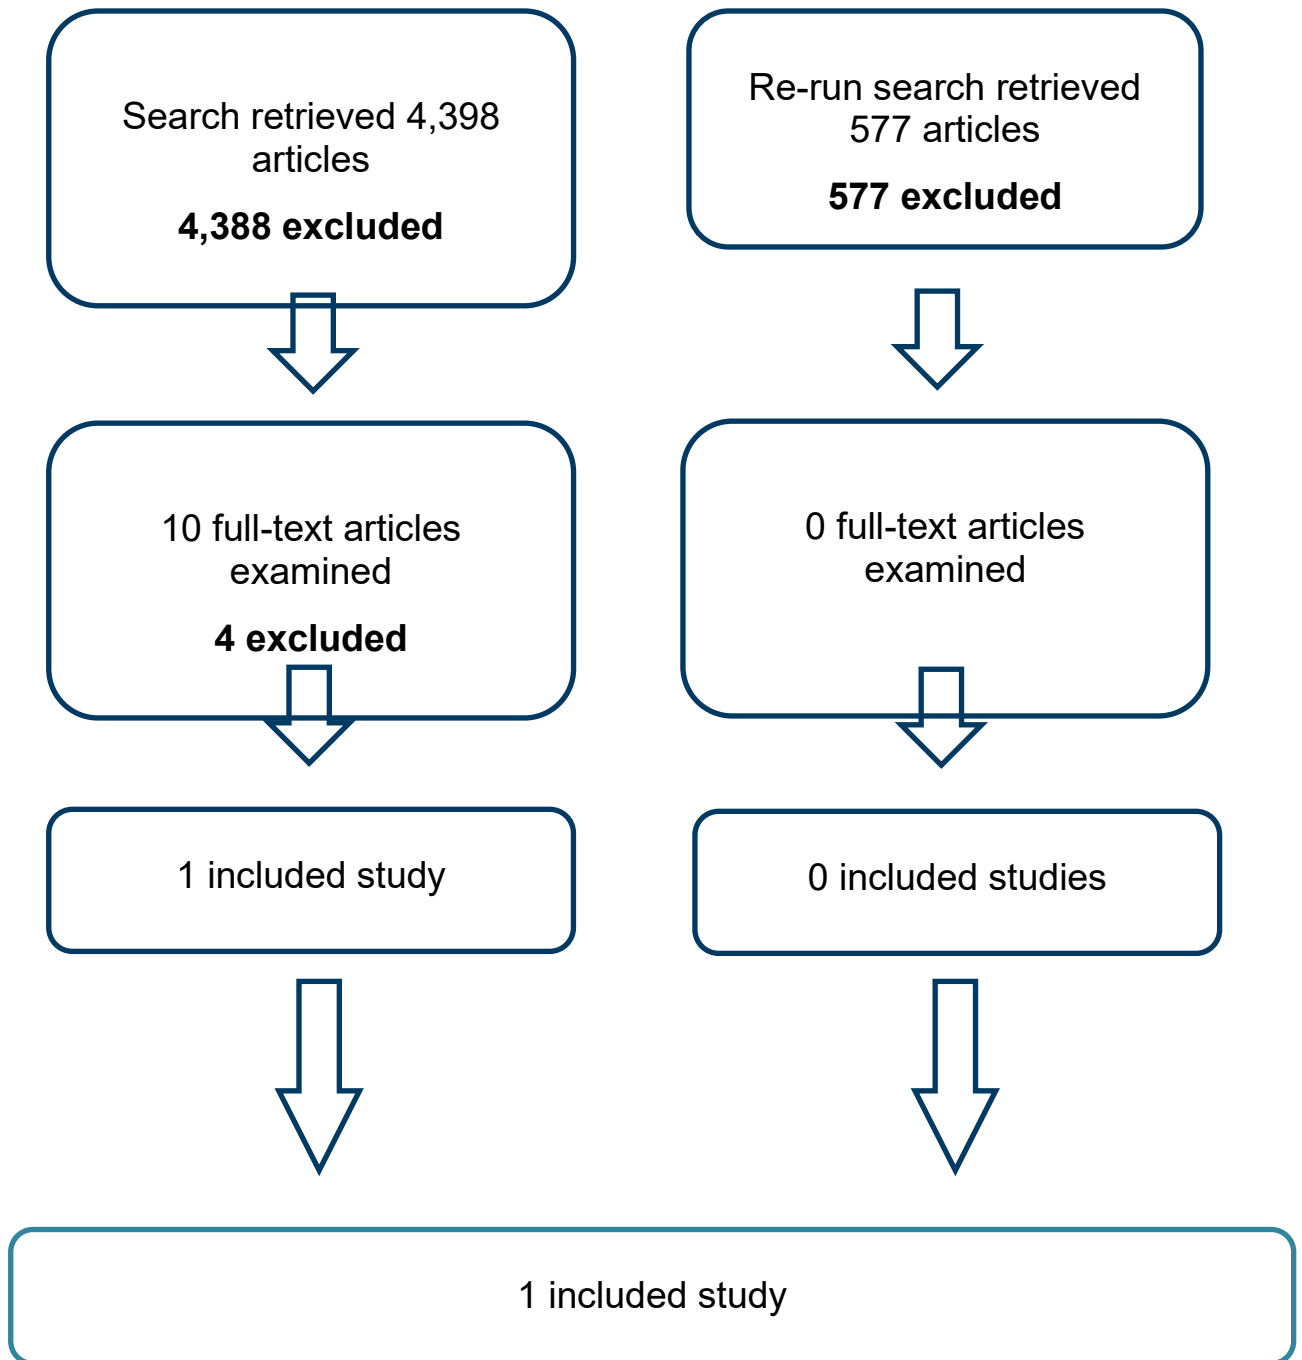 Search retrieved 4,398
articles
4,388 excluded
Re-run search retrieved
577 articles
577 excluded
10 full-text articles
examined
4 excluded
0 full-text articles
examined
1 included study
0 included studies
1 included study